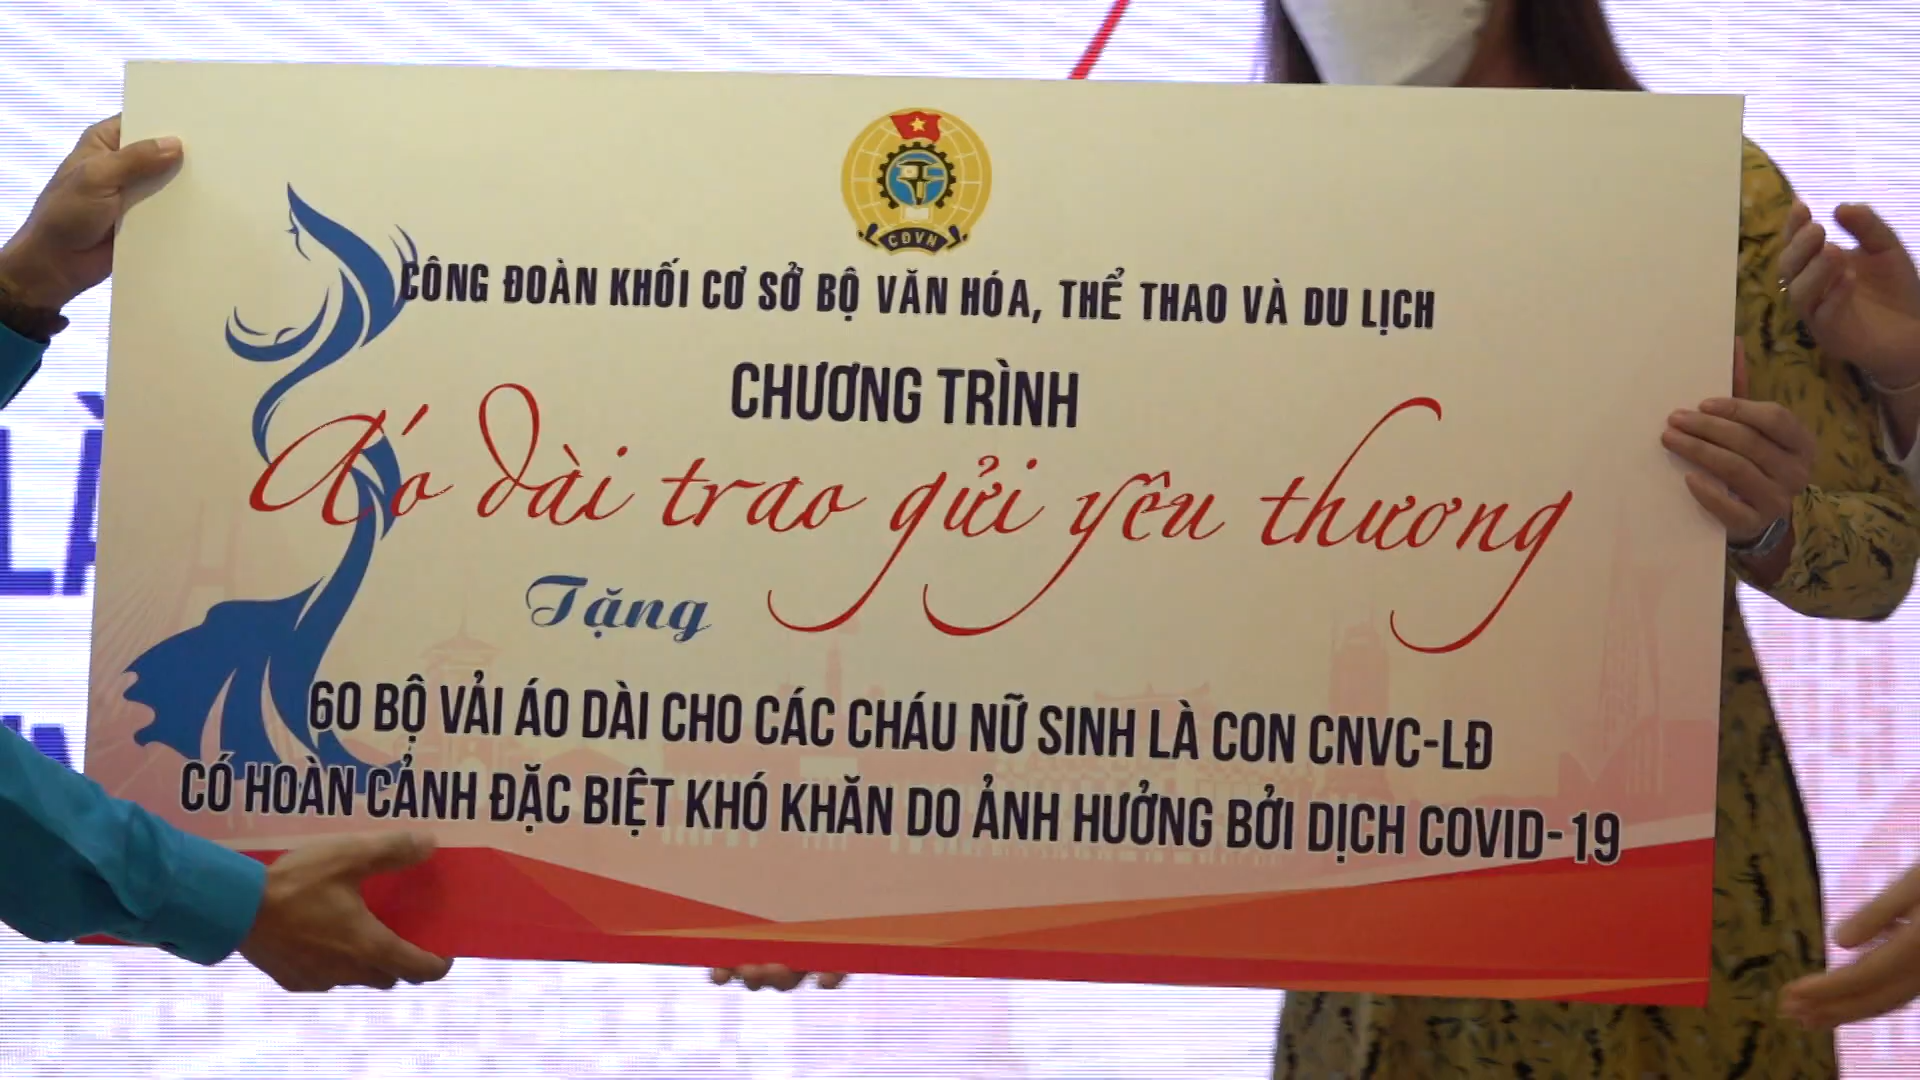 CĐVN
CÔNG ĐOÀN KHỐI CƠ SỞ BỘ VĂN HÓA, THỂ THAO VÀ DU LỊCH
CHƯƠNG TRÌNH
Áo dài trao gửi yêu thương
Tặng
60 BỘ VẢI ÁO DÀI CHO CÁC CHÁU NỮ SINH LÀ CON CNVC-LĐ
CÓ HOÀN CẢNH ĐẶC BIỆT KHÓ KHĂN DO ẢNH HƯỞNG BỞI DỊCH COVID-19
LÀ